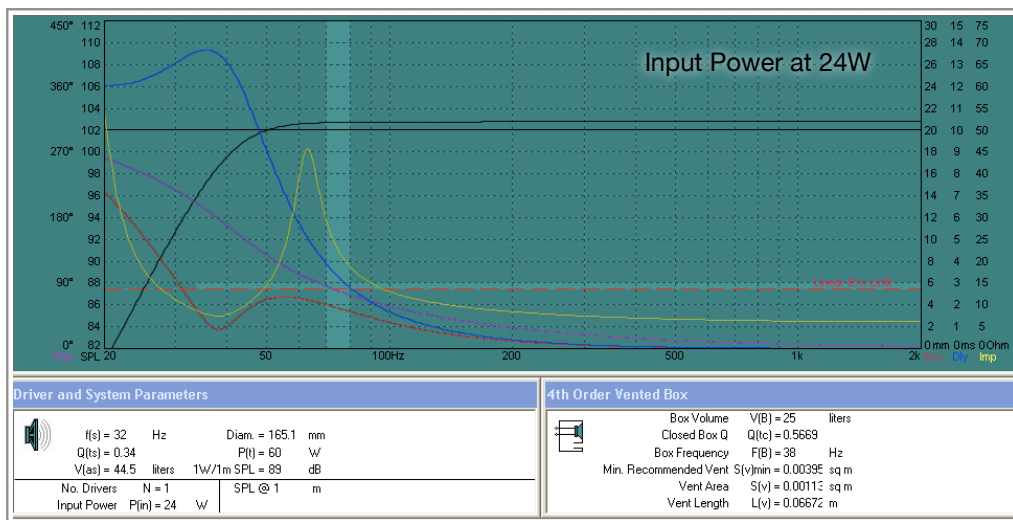 Input Power at 24W
450° 112 30 15 75
110 28 14 70
108 26 13 65
360° 106 24 12 60
104 22 11 55
102 20 10 50
270° 100 18 9 45
98 16 8 40
96 14 7 35
180° 94 12 6 30
92 10 5 25
90 8 4 20
90° 88 6 3 15
86 4 2 10
84 2 1 5
0° 82 0 mm 0 ms 0 Ohm
SPL 20 50 100Hz 200 500 1k 2k Exc Dly Imp
Driver and System Parameters
f(s) = 32 Hz Diam. = 165.1 mm
Q(ts) = 0.34 P(t) = 60 W
V(as) = 44.5 liters 1W/1m SPL = 89 dB
No. Drivers N = 1 SPL @ 1 m
Input Power P(in) = 24 W
4th Order Vented Box
Box Volume V(B) = 25 liters
Closed Box Q Q(tc) = 0.5669
Box Frequency F(B) = 38 Hz
Min. Recommended Vent S(v)min = 0.00395 sq m
Vent Area S(v) = 0.00113 sq m
Vent Length L(v) = 0.06672 m